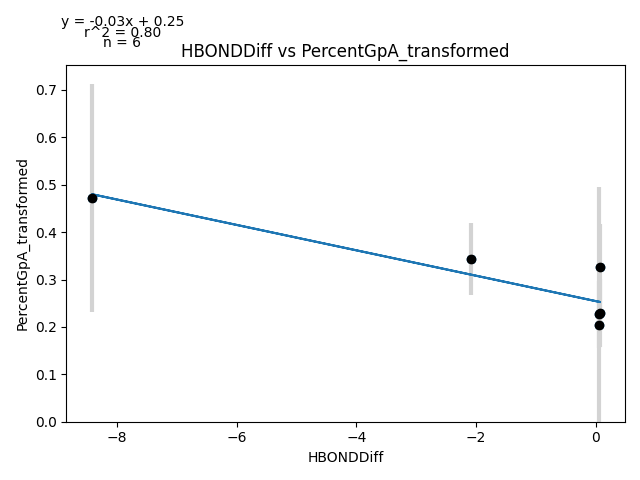 y = -0.03x + 0.25
r^2 = 0.80
n = 6
HBONDDiff vs PercentGpA_transformed
PercentGpA_transformed
0.7
0.6
0.5
0.4
0.3
0.2
0.1
0.0
−8
−6
−4
−2
0
HBONDDiff